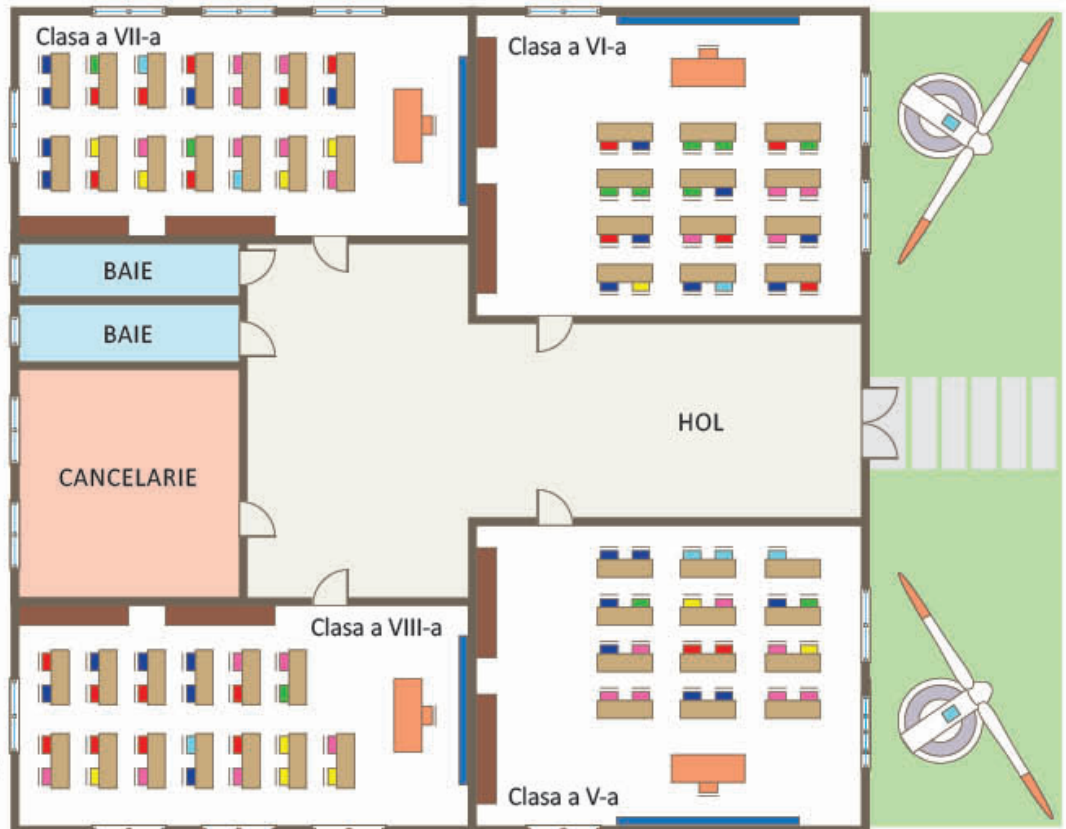 Clasa a VII-a
Clasa a VI-a
BAIE
BAIE
HOL
CANCELARIE
Clasa a VIII-a
Clasa a V-a